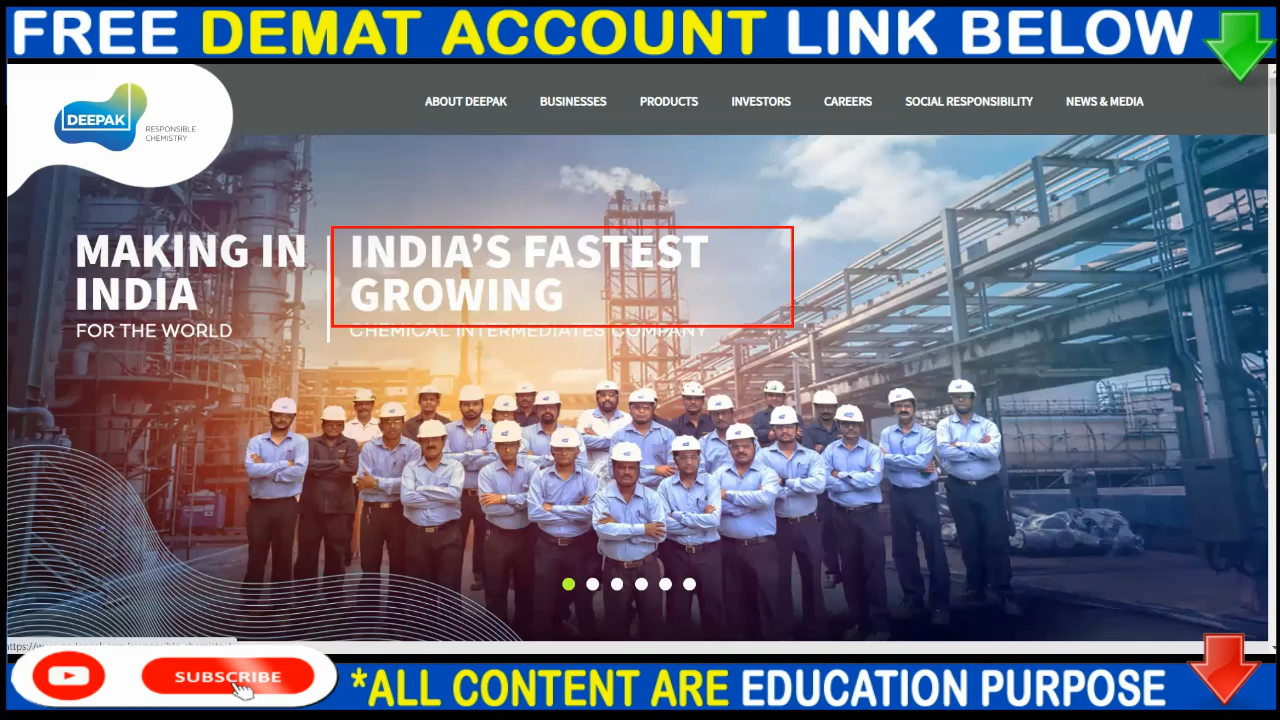 FREE DEMAT ACCOUNT LINK BELOW
DEEPAK
RESPONSIBLE
CHEMISTRY
ABOUT DEEPAK BUSINESSES PRODUCTS INVESTORS CAREERS SOCIAL RESPONSIBILITY NEWS & MEDIA
MAKING IN
INDIA
FOR THE WORLD
INDIA'S FASTEST
GROWING
CHEMICAL INTERMEDIATES COMPANY
SUBSCRIBE
*ALL CONTENT ARE EDUCATION PURPOSE